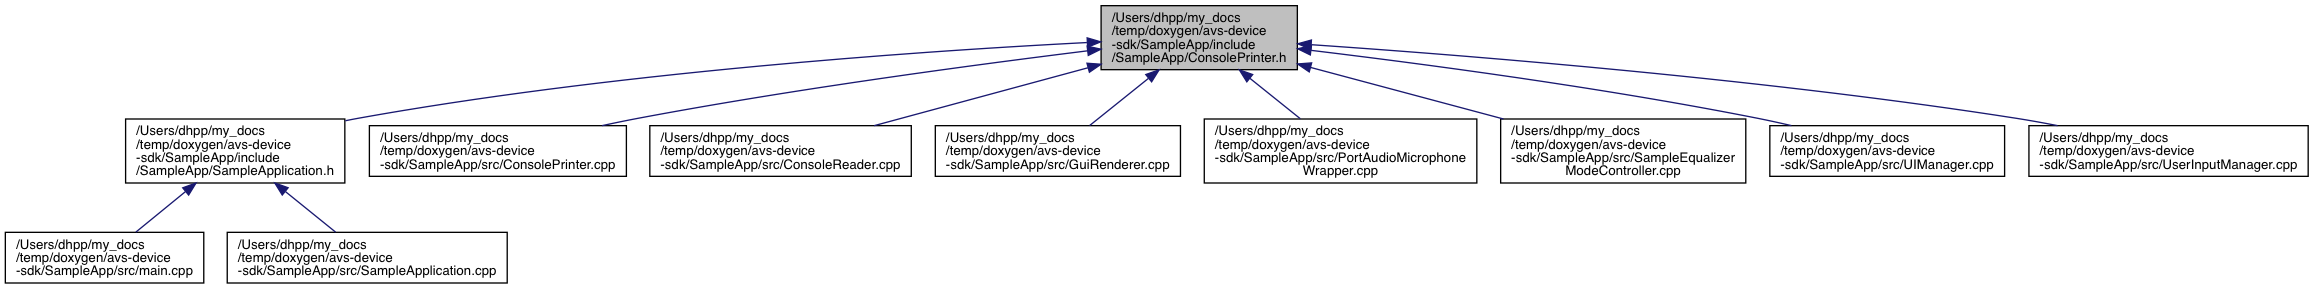 /Users/dhpp/my_docs
/temp/doxygen/avs-device
-sdk/SampleApp/include
/SampleApp/ConsolePrinter.h
/Users/dhpp/my_docs
/temp/doxygen/avs-device
-sdk/SampleApp/include
/SampleApp/SampleApplication.h
/Users/dhpp/my_docs
/temp/doxygen/avs-device
-sdk/SampleApp/src/ConsolePrinter.cpp
/Users/dhpp/my_docs
/temp/doxygen/avs-device
-sdk/SampleApp/src/ConsoleReader.cpp
/Users/dhpp/my_docs
/temp/doxygen/avs-device
-sdk/SampleApp/src/GuiRenderer.cpp
/Users/dhpp/my_docs
/temp/doxygen/avs-device
-sdk/SampleApp/src/PortAudioMicrophone
Wrapper.cpp
/Users/dhpp/my_docs
/temp/doxygen/avs-device
-sdk/SampleApp/src/SampleEqualizer
ModeController.cpp
/Users/dhpp/my_docs
/temp/doxygen/avs-device
-sdk/SampleApp/src/UIManager.cpp
/Users/dhpp/my_docs
/temp/doxygen/avs-device
-sdk/SampleApp/src/UserInputManager.cpp
/Users/dhpp/my_docs
/temp/doxygen/avs-device
-sdk/SampleApp/src/main.cpp
/Users/dhpp/my_docs
/temp/doxygen/avs-device
-sdk/SampleApp/src/SampleApplication.cpp